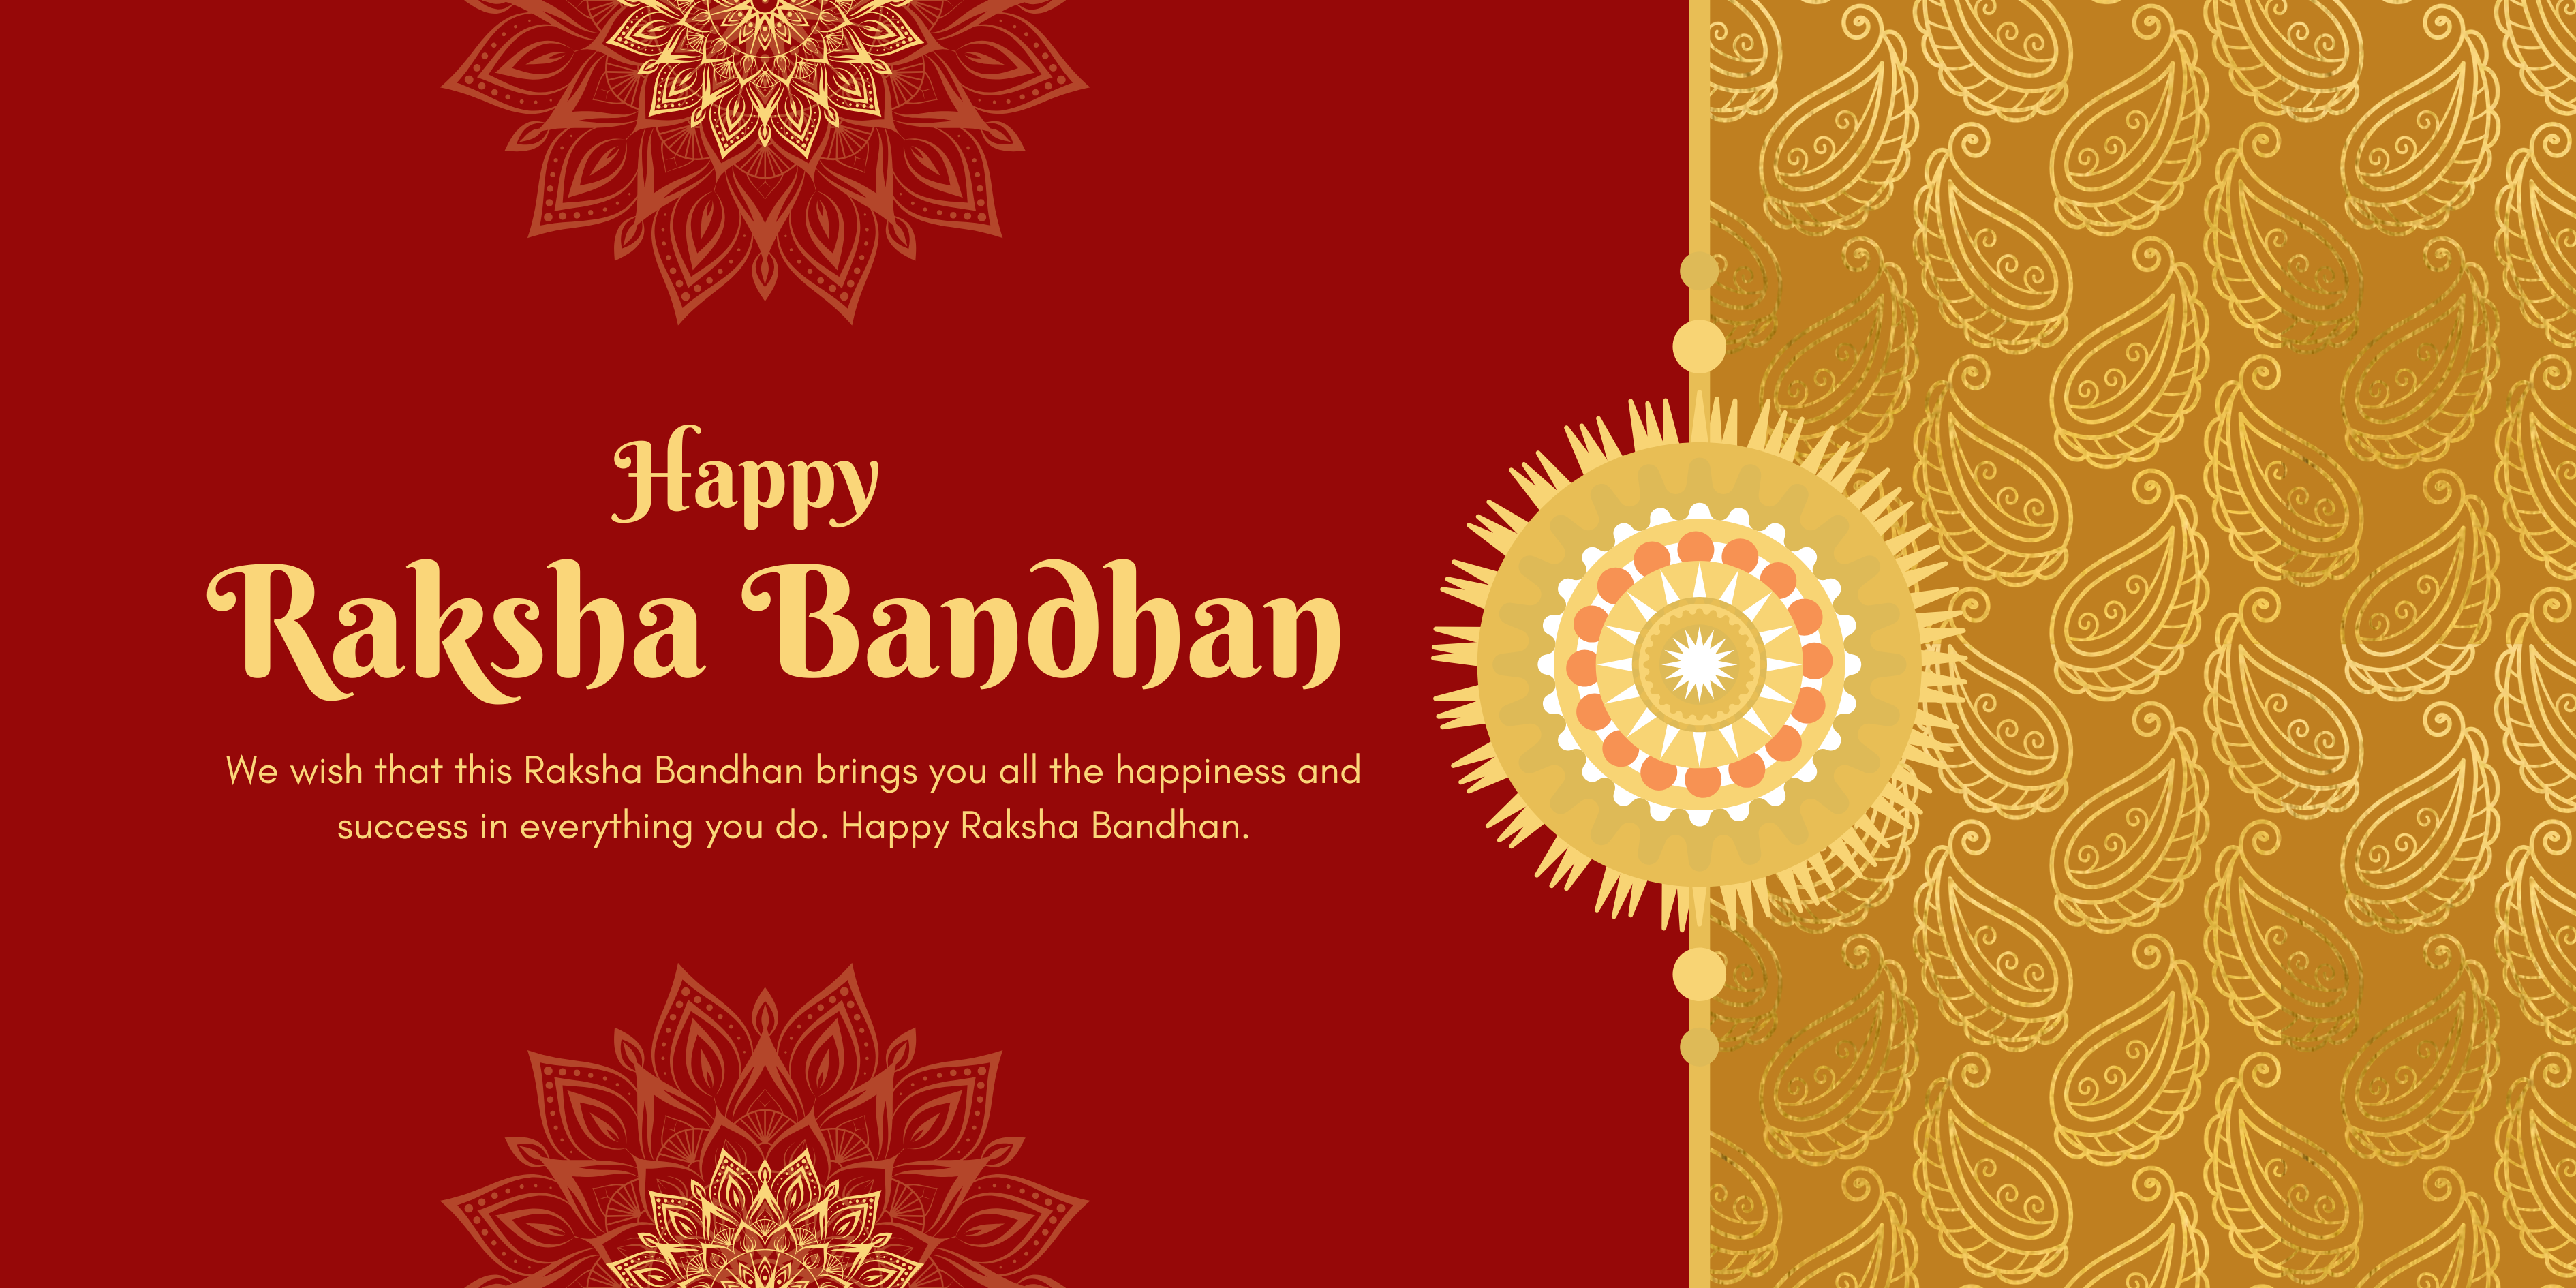 Happy
Raksha Bandhan
We wish that this Raksha Bandhan brings you all the happiness and
success in everything you do. Happy Raksha Bandhan.